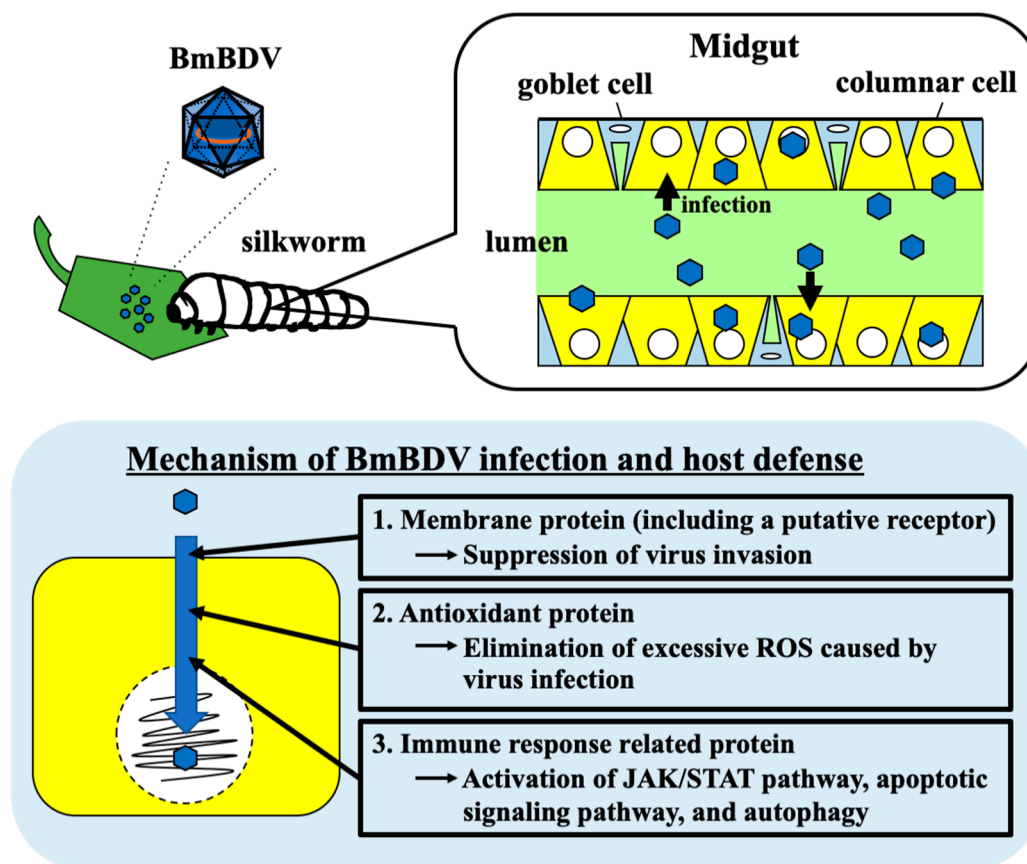 BmBDV
silkworm
Midgut
goblet cell
columnar cell
infection
lumen
Mechanism of BmBDV infection and host defense
1. Membrane protein (including a putative receptor)
→ Suppression of virus invasion
2. Antioxidant protein
→ Elimination of excessive ROS caused by
virus infection
3. Immune response related protein
→ Activation of JAK/STAT pathway, apoptotic
signaling pathway, and autophagy